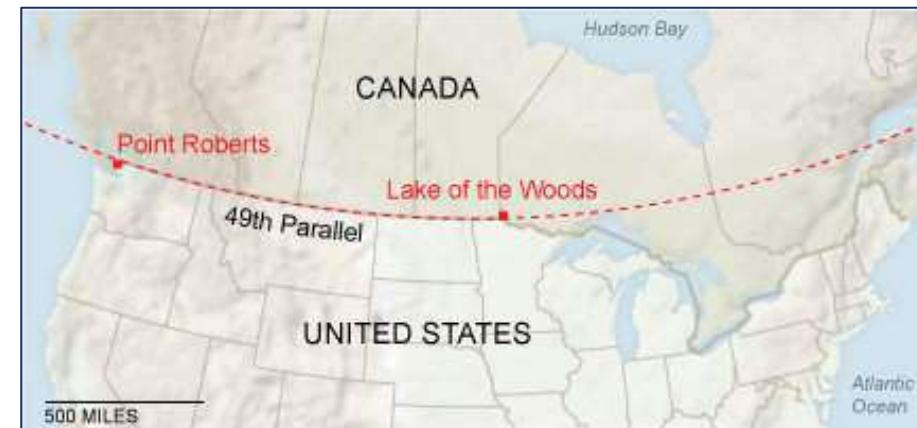 Hudson Bay
CANADA
Point Roberts
Lake of the Woods
49th Parallel
UNITED STATES
Atlantic
Ocean
500 MILES